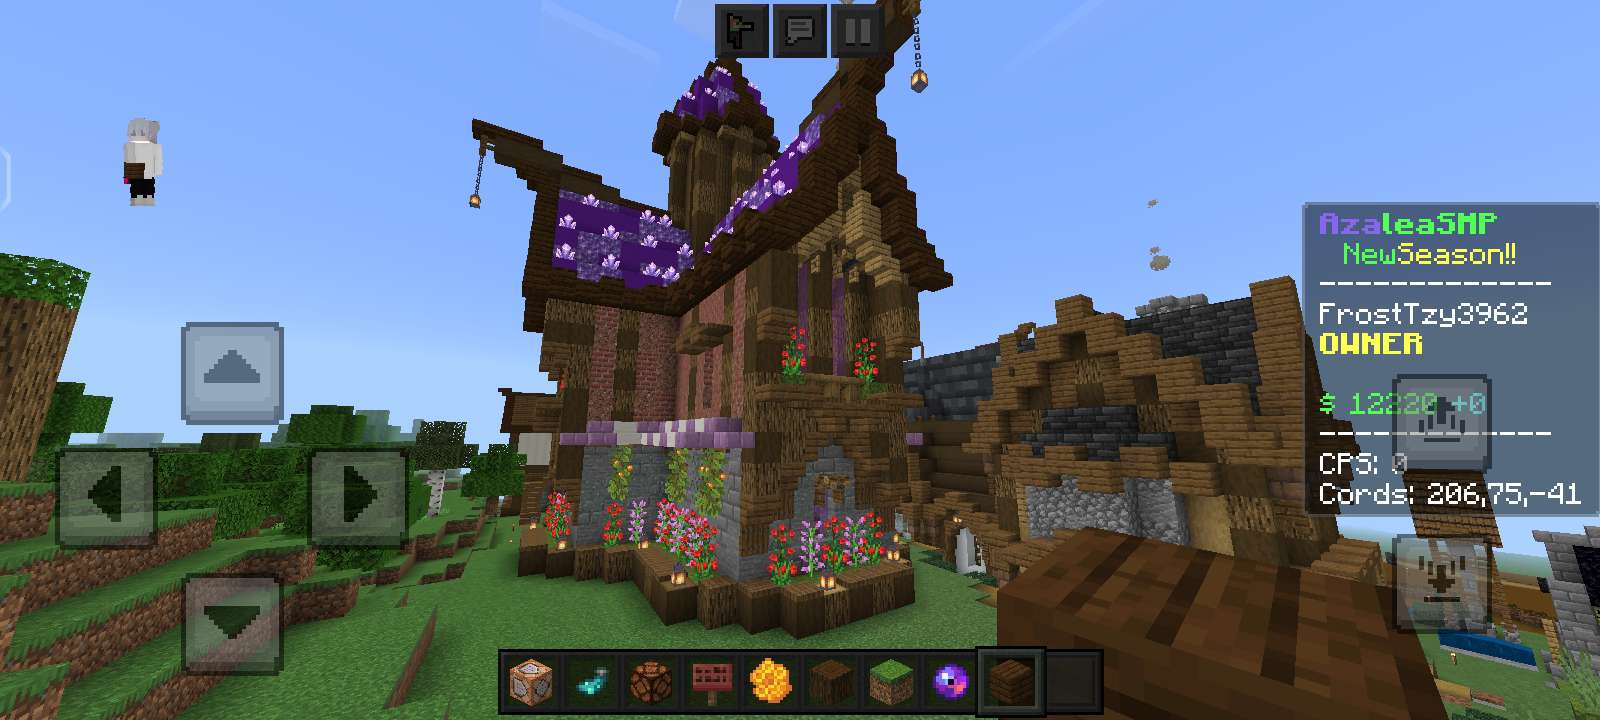 AzaleaSMP
NewSeason!!
-------------
FrostTzy3962
OWNER
$ 12220 +0
-------------
CPS: 0
Cords: 206,75,-41